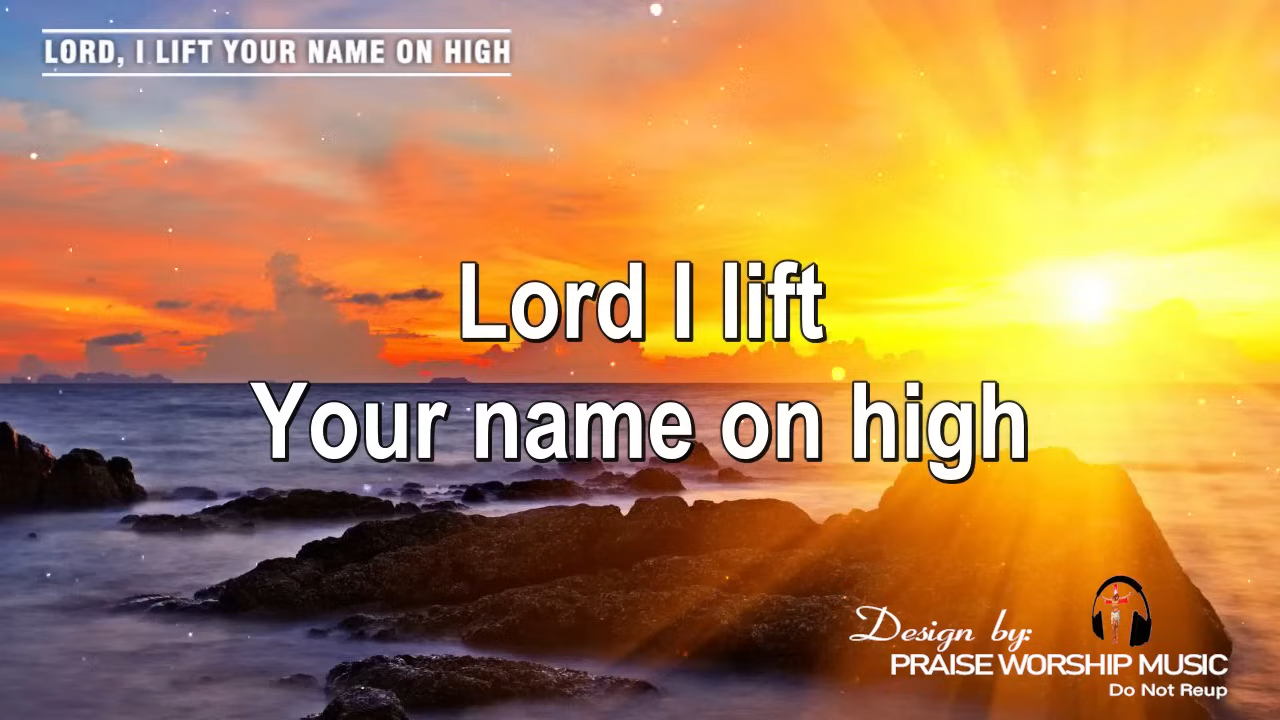 LORD, I LIFT YOUR NAME ON HIGH
Lord I lift
Your name on high
Design by:
PRAISE WORSHIP MUSIC
Do Not Reup